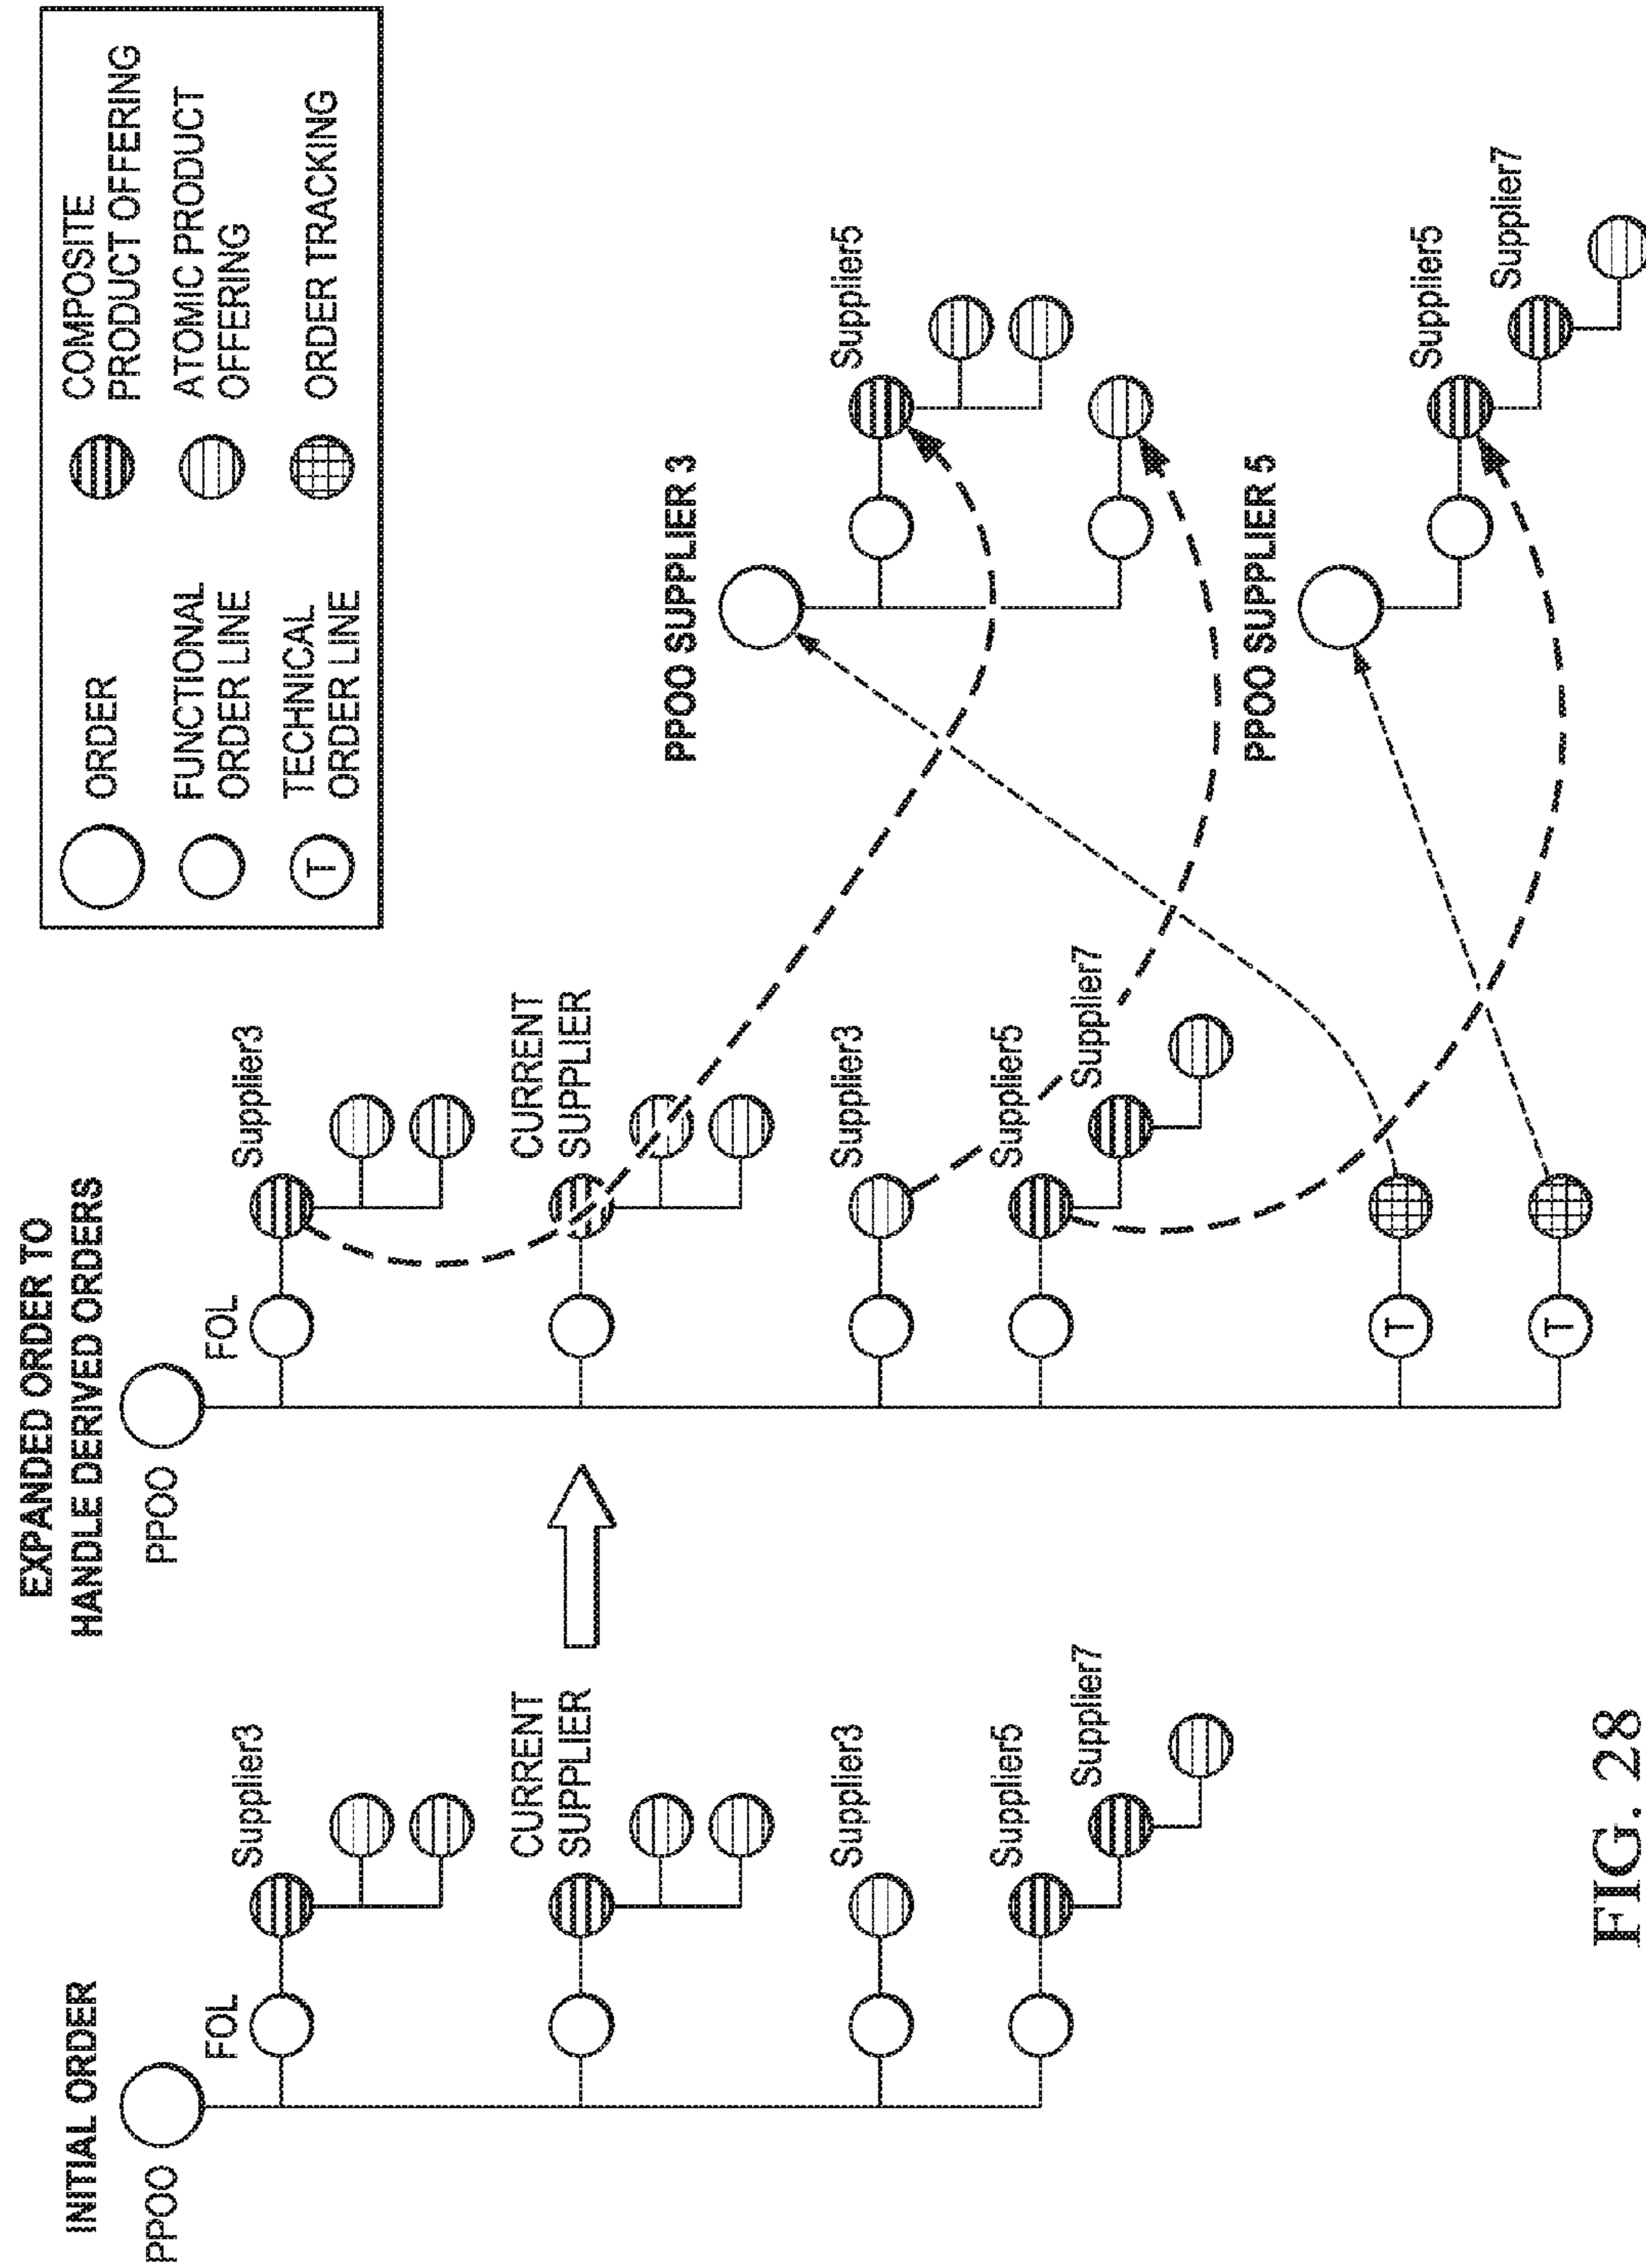 INITIAL ORDER
PPOO
FOL
Supplier3
CURRENT
SUPPLIER
Supplier3
Supplier5
Supplier7
EXPANDED ORDER TO
HANDLE DERIVED ORDERS
PPOO
FOL
Supplier3
CURRENT
SUPPLIER
Supplier3
Supplier5
Supplier7
T
T
ORDER
COMPOSITE
PRODUCT OFFERING
FUNCTIONAL
ORDER LINE
ATOMIC PRODUCT
OFFERING
T
TECHNICAL
ORDER LINE
ORDER TRACKING
PPOO SUPPLIER 3
Supplier5
PPOO SUPPLIER 5
Supplier5
Supplier7
FIG. 28